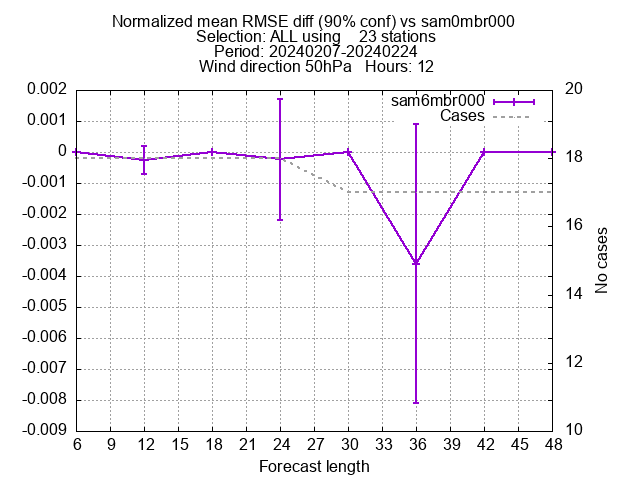 Normalized mean RMSE diff (90% conf) vs sam0mbr000
Selection: ALL using    23 stations
Period: 20240207-20240224
Wind direction 50hPa   Hours: 12
sam6mbr000
Cases
0.002
0.001
0
-0.001
-0.002
-0.003
-0.004
-0.005
-0.006
-0.007
-0.008
-0.009
20
18
16
14
12
10
No cases
6 9 12 15 18 21 24 27 30 33 36 39 42 45 48
Forecast length